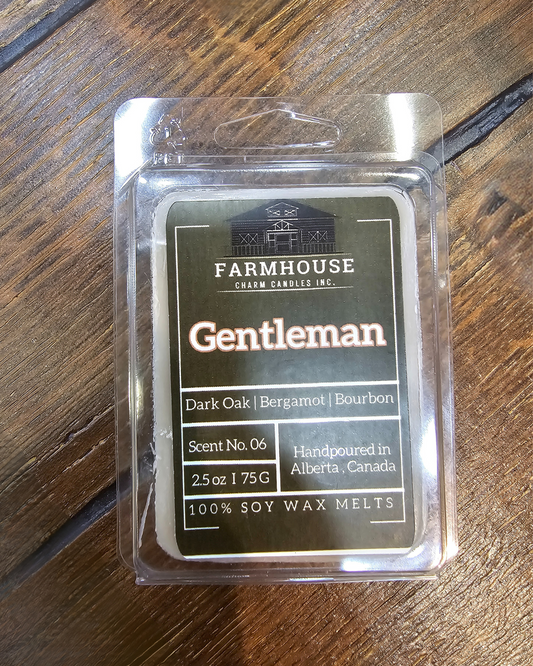 FARMHOUSE
CHARM CANDLES INC.
Gentleman
Dark Oak | Bergamot | Bourbon
Scent No. 06
2.5 oz I 75 G
Handpoured in
Alberta , Canada
100% SOY WAX MELTS